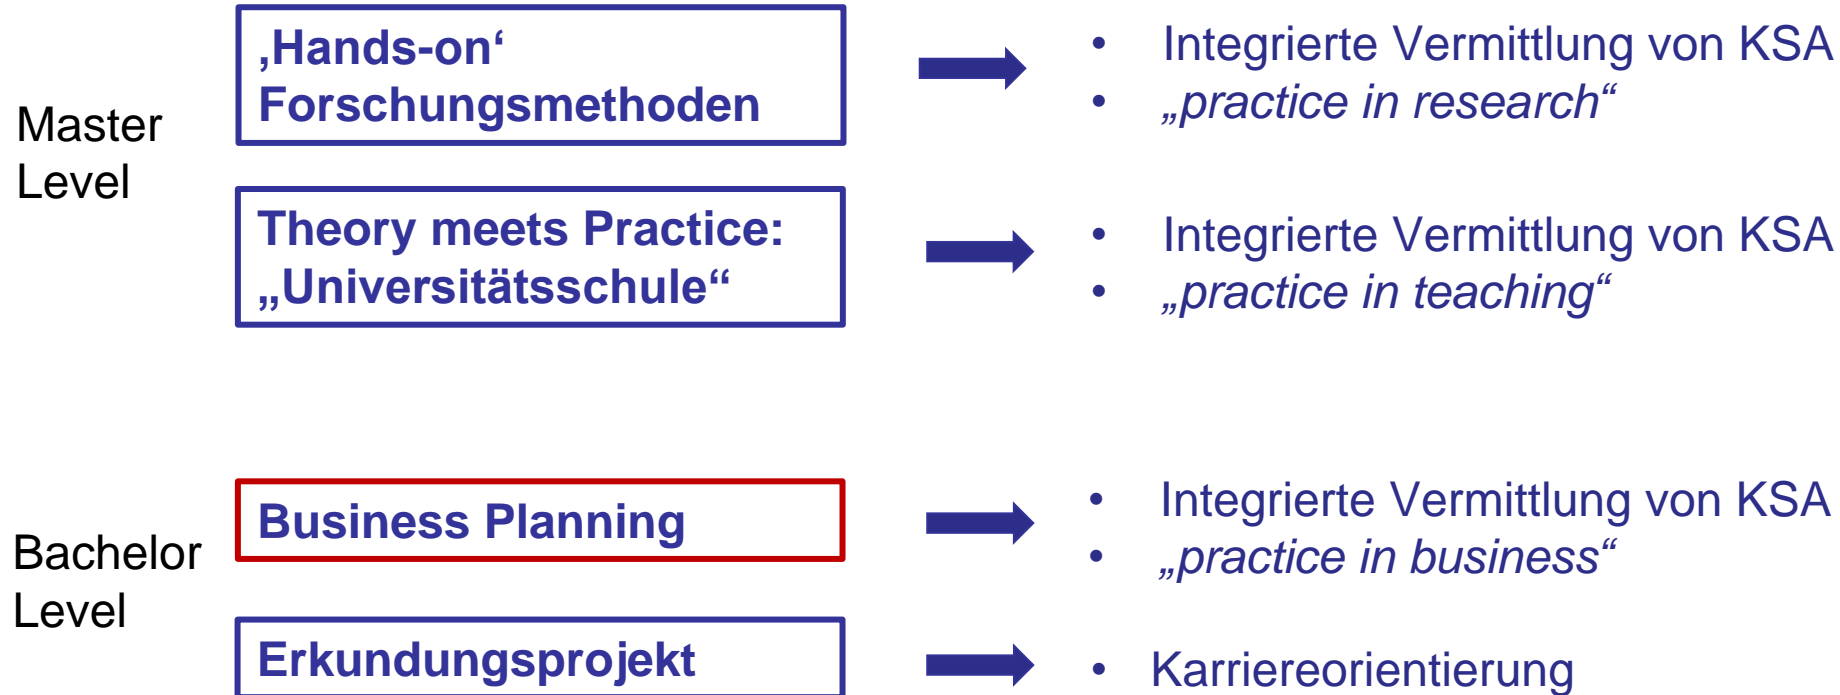 Master
Level
‚Hands-on‘
Forschungsmethoden
• Integrierte Vermittlung von KSA
• „practice in research“
Theory meets Practice:
„Universitätsschule“
• Integrierte Vermittlung von KSA
• „practice in teaching“
Bachelor
Level
Business Planning
• Integrierte Vermittlung von KSA
• „practice in business“
Erkundungsprojekt
• Karriereorientierung